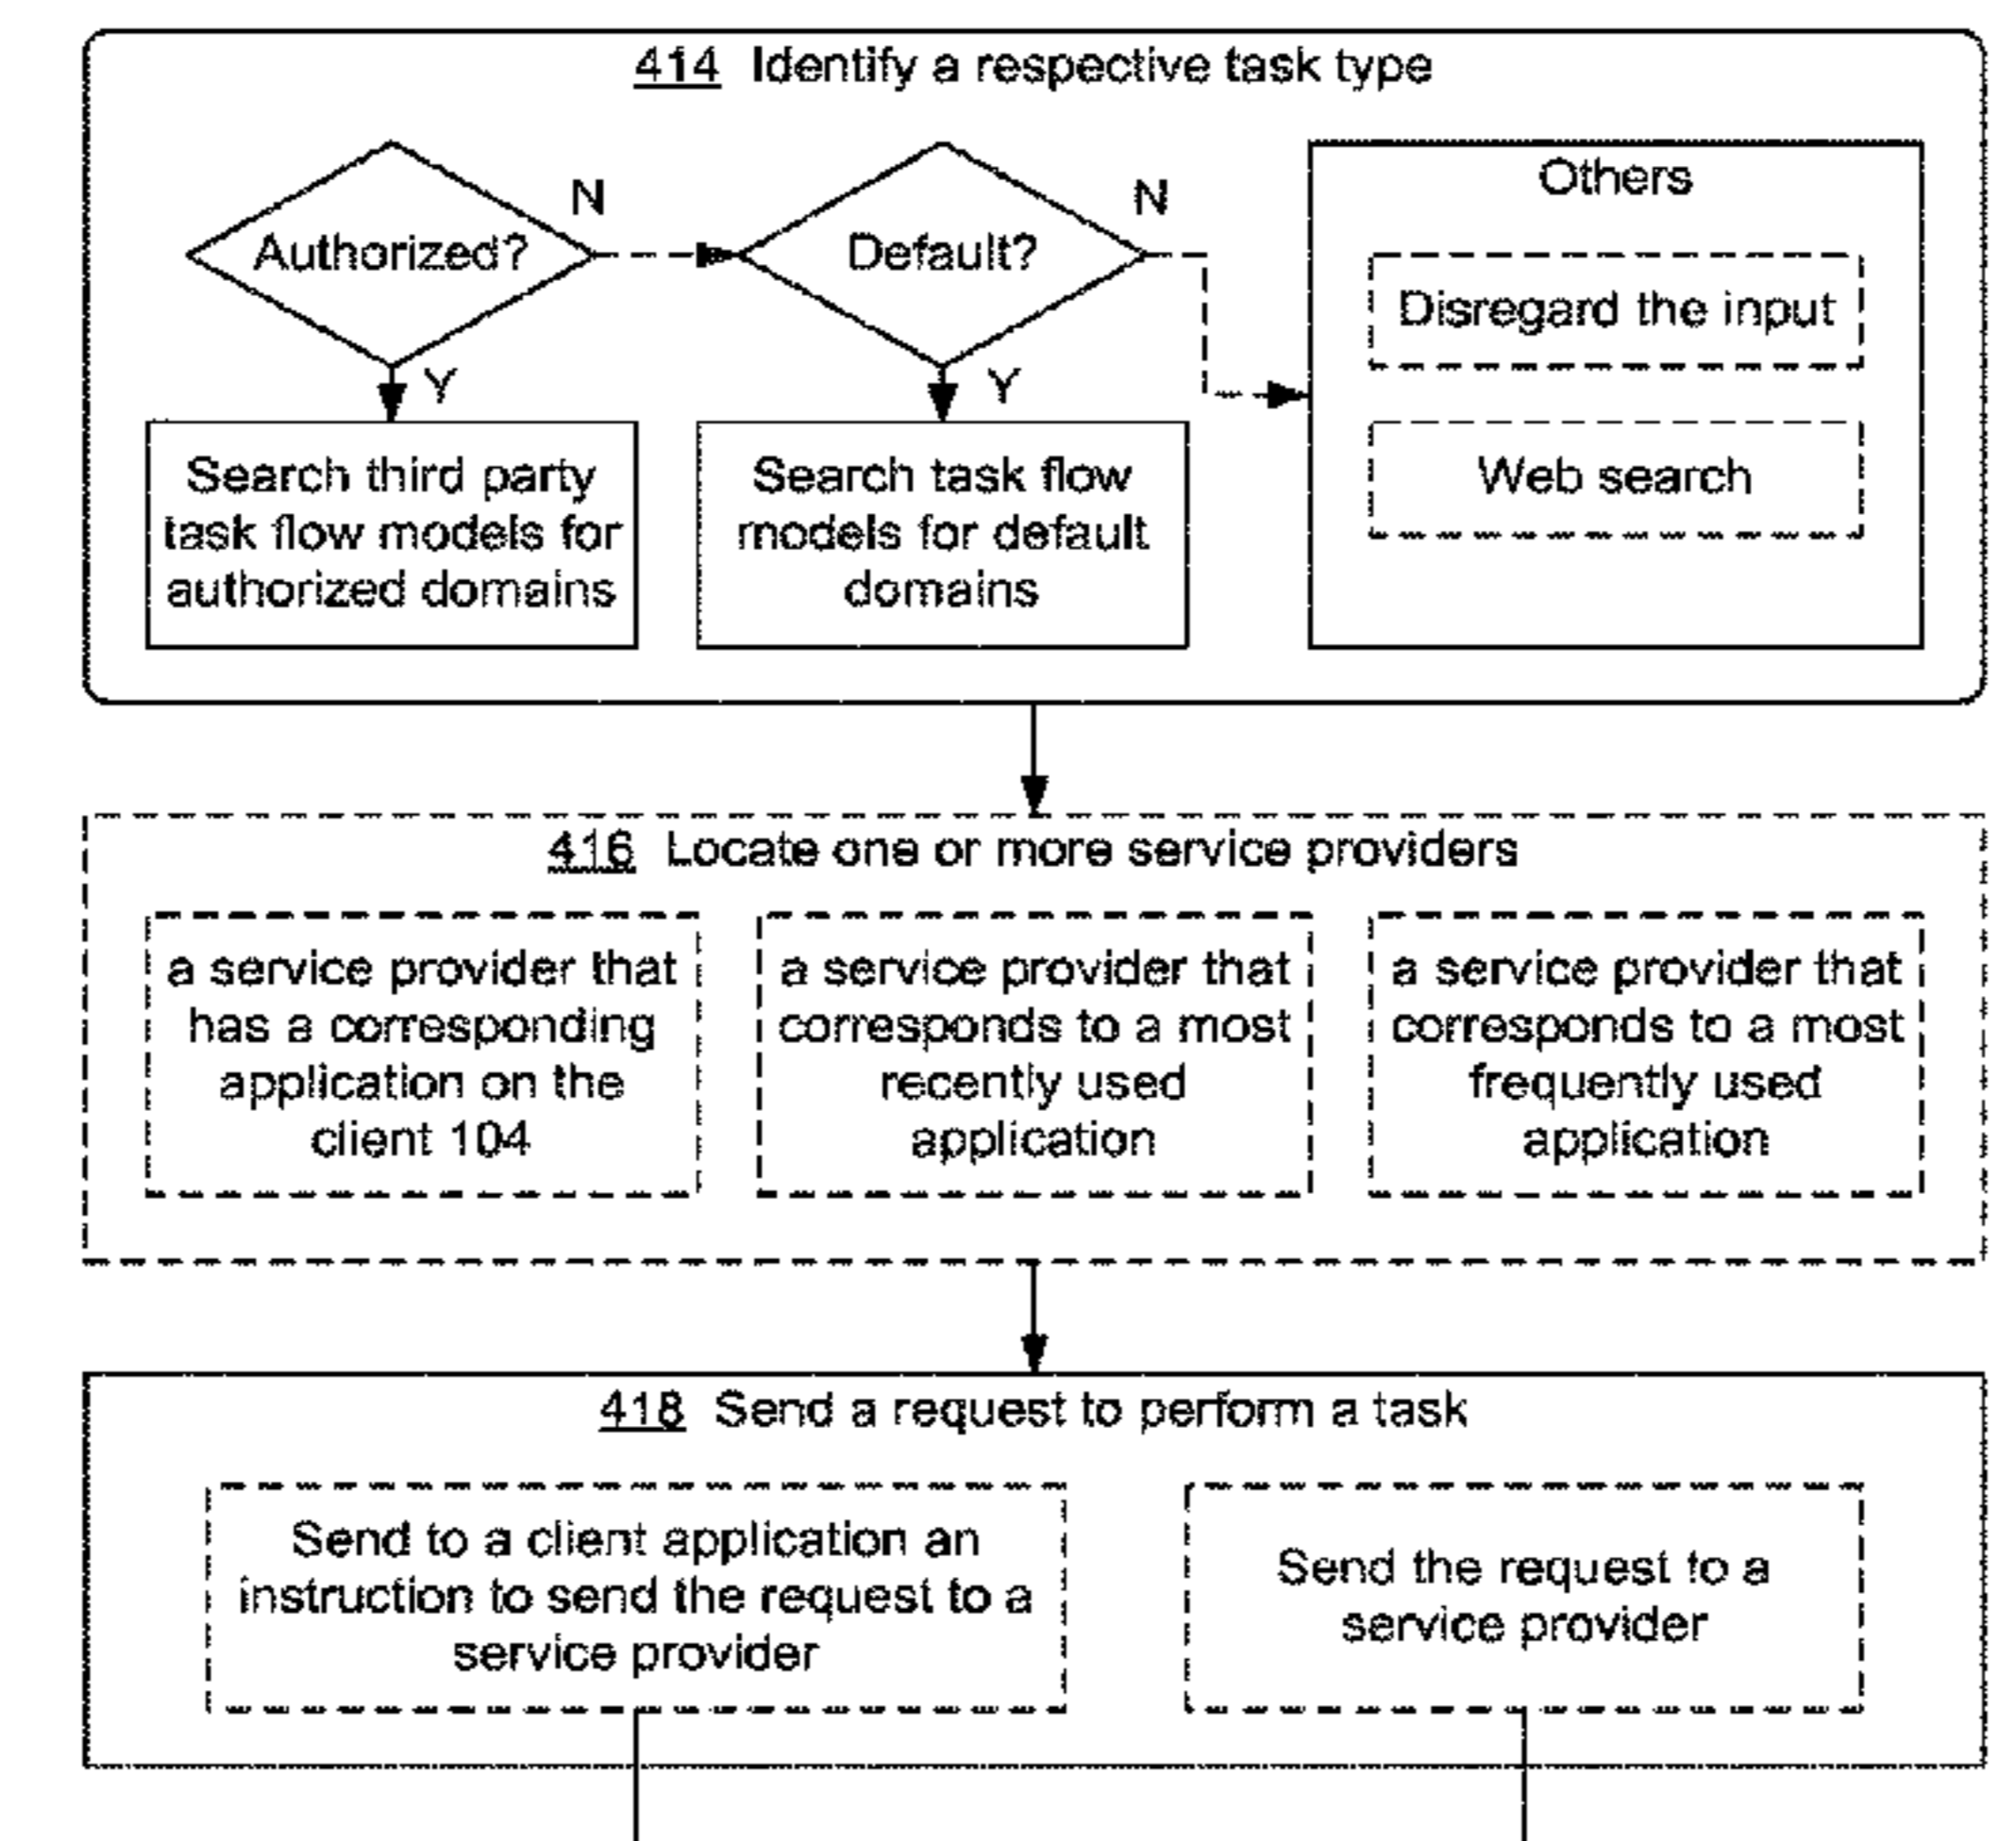 414 Identify a respective task type
Authorized?
N
Y
Default?
N
Y
Search third party
task flow models for
authorized domains
Search task flow
models for default
domains
Others
Disregard the input
Web search
416 Locate one or more service providers
a service provider that
has a corresponding
application on the
client 104
a service provider that
corresponds to a most
recently used
application
a service provider that
corresponds to a most
frequently used
application
418 Send a request to perform a task
Send to a client application an
instruction to send the request to a
service provider
Send the request to a
service provider